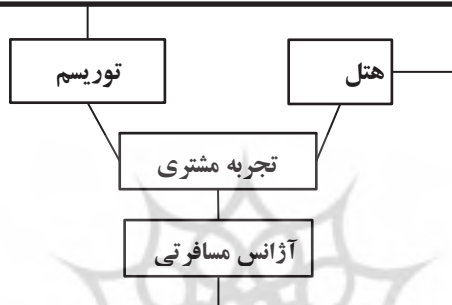 هتل
توریسم
تجربه مشتری
آژانس مسافرتی